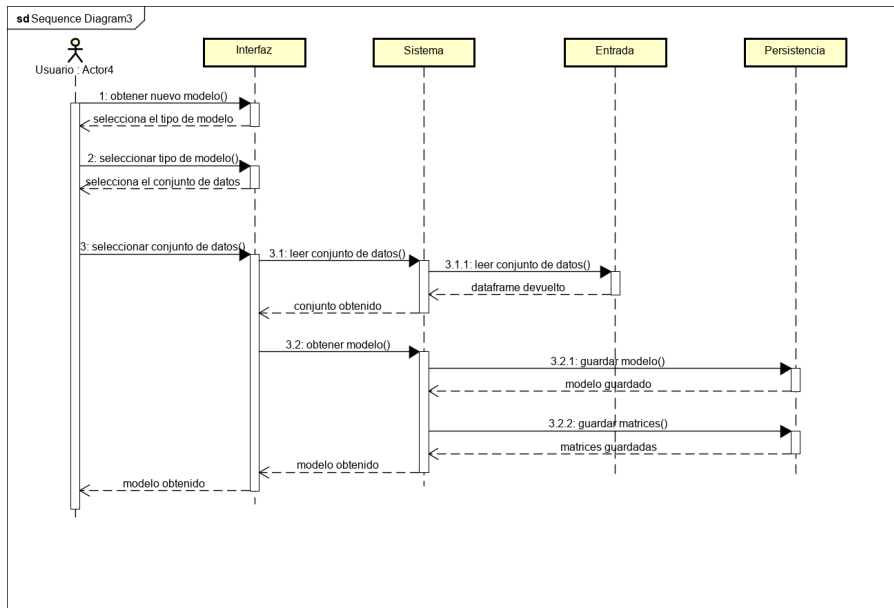 sd Sequence Diagram3
Usuario : Actor4
Interfaz
Sistema
Entrada
Persistencia
1: obtener nuevo modelo()
selecciona el tipo de modelo
2: seleccionar tipo de modelo()
selecciona el conjunto de datos
3: seleccionar conjunto de datos()
3.1: leer conjunto de datos()
3.1.1: leer conjunto de datos()
dataframe devuelto
conjunto obtenido
3.2: obtener modelo()
3.2.1: guardar modelo()
modelo guardado
3.2.2: guardar matrices()
matrices guardadas
modelo obtenido
modelo obtenido